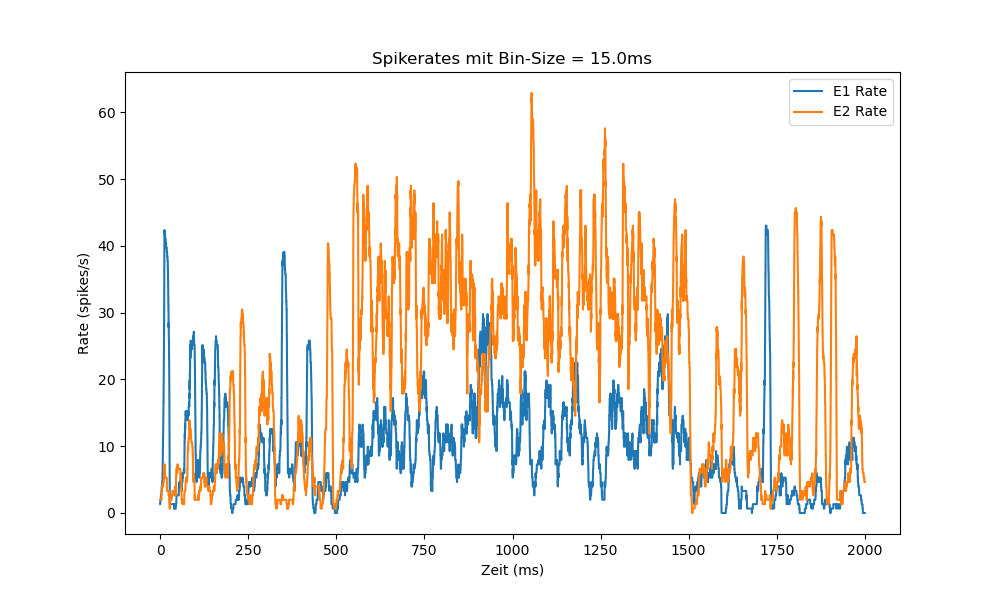 Spikerates mit Bin-Size = 15.0ms
E1 Rate
E2 Rate
60
50
40
30
20
10
0
Rate (spikes/s)
0 250 500 750 1000 1250 1500 1750 2000
Zeit (ms)